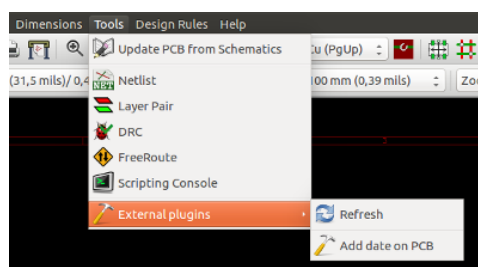 Dimensions Tools Design Rules Help
Update PCB from Schematics
Cu (PgUp)
(31,5 mils)/ 0,4
Netlist
100 mm (0,39 mils)
Zo
Layer Pair
DRC
FreeRoute
Scripting Console
External plugins
Refresh
Add date on PCB